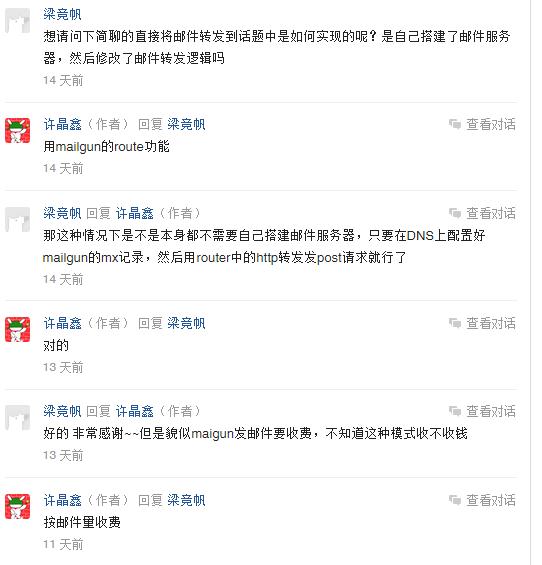 梁竟帆
想请问下简聊的直接将邮件转发到话题中是如何实现的呢？是自己搭建了邮件服务
器，然后修改了邮件转发逻辑吗
14 天前
许晶鑫（作者） 回复 梁竟帆
查看对话
用mailgun的route功能
14 天前
梁竟帆 回复 许晶鑫（作者）
查看对话
那这种情况下是不是本身都不需要自己搭建邮件服务器，只要在DNS上配置好
mailgun的mx记录，然后用router中的http转发发post请求就行了
14 天前
许晶鑫（作者） 回复 梁竟帆
查看对话
对的
13 天前
梁竟帆 回复 许晶鑫（作者）
查看对话
好的 非常感谢~~但是貌似maigun发邮件要收费，不知道这种模式收不收钱
13 天前
许晶鑫（作者） 回复 梁竟帆
查看对话
按邮件量收费
11 天前